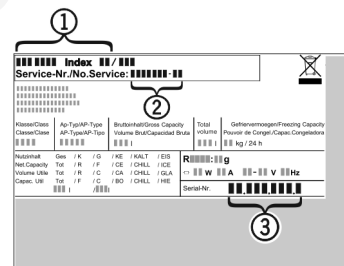 1
Index /
Service-Nr./No.Service: -
2
Klasse/Class
Classe/Clase
Ap-Typ/AP-Type
AP-Type/AP-Tipo
Bruttoinhalt/Gross Capacity
Volume Brut/Capacidad Bruta
l
Total
volume
l
Gefriervermoegen/Freezing Capacity
Pouvoir de Congel./Capac.Congeladora
kg / 24 h
Nutzinhalt Ges / K / G / KE / KALT / EIS
Net.Capacity Tot / R / F / CE / CHILL / ICE
Volume Utile Tot / R / C / CA / CHILL / GLA
Capac. Util Tot / F / C / BO / CHILL / HIE
l / l
R : g
W A - V Hz
Serial-Nr. . . .
3